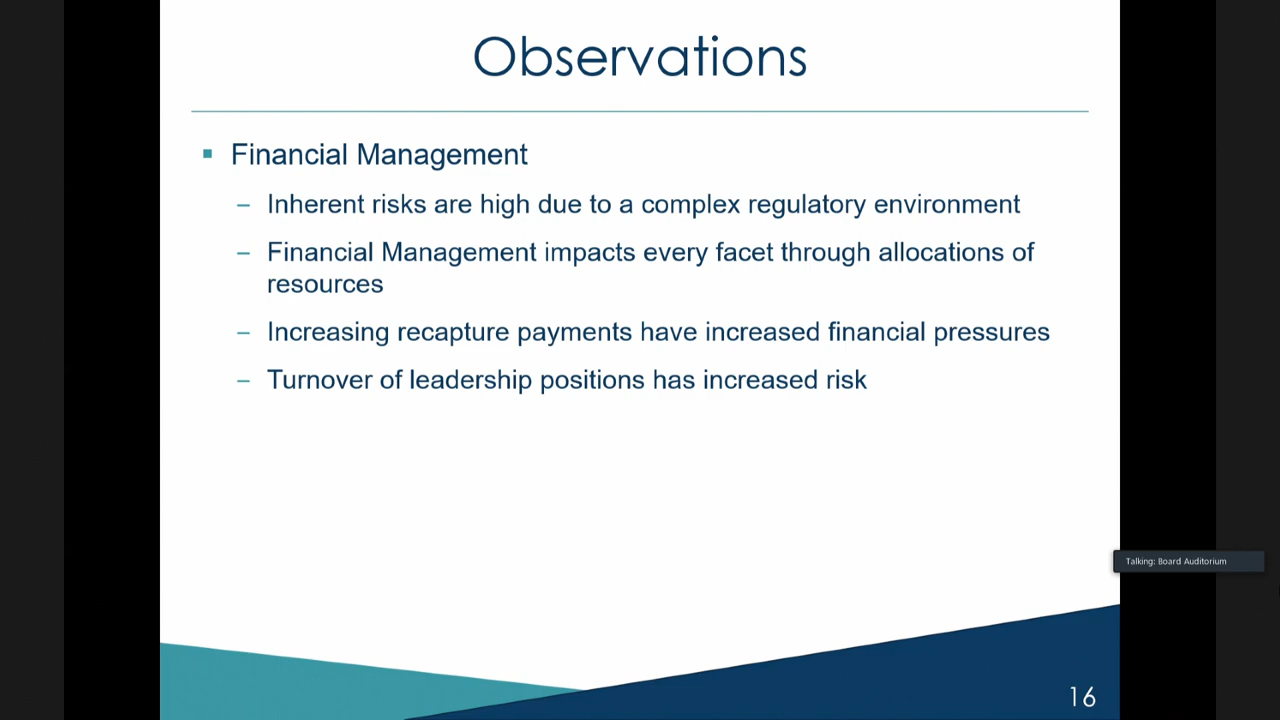 Observations
▪ Financial Management
– Inherent risks are high due to a complex regulatory environment
– Financial Management impacts every facet through allocations of
resources
– Increasing recapture payments have increased financial pressures
– Turnover of leadership positions has increased risk
Talking: Board Auditorium
16